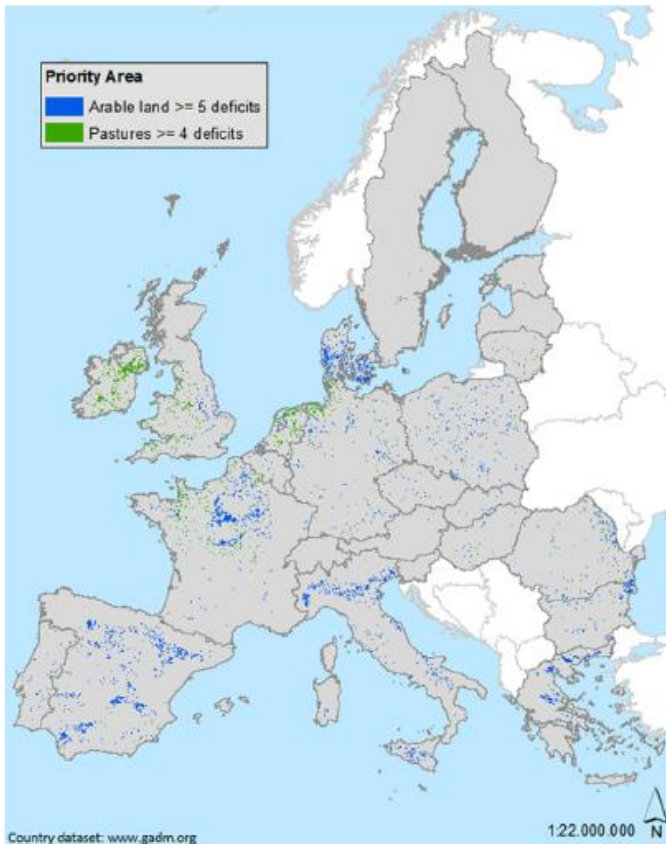 Priority Area
Arable land >= 5 deficits
Pastures >= 4 deficits
Country dataset: www.gadm.org
1:22.000.000
N